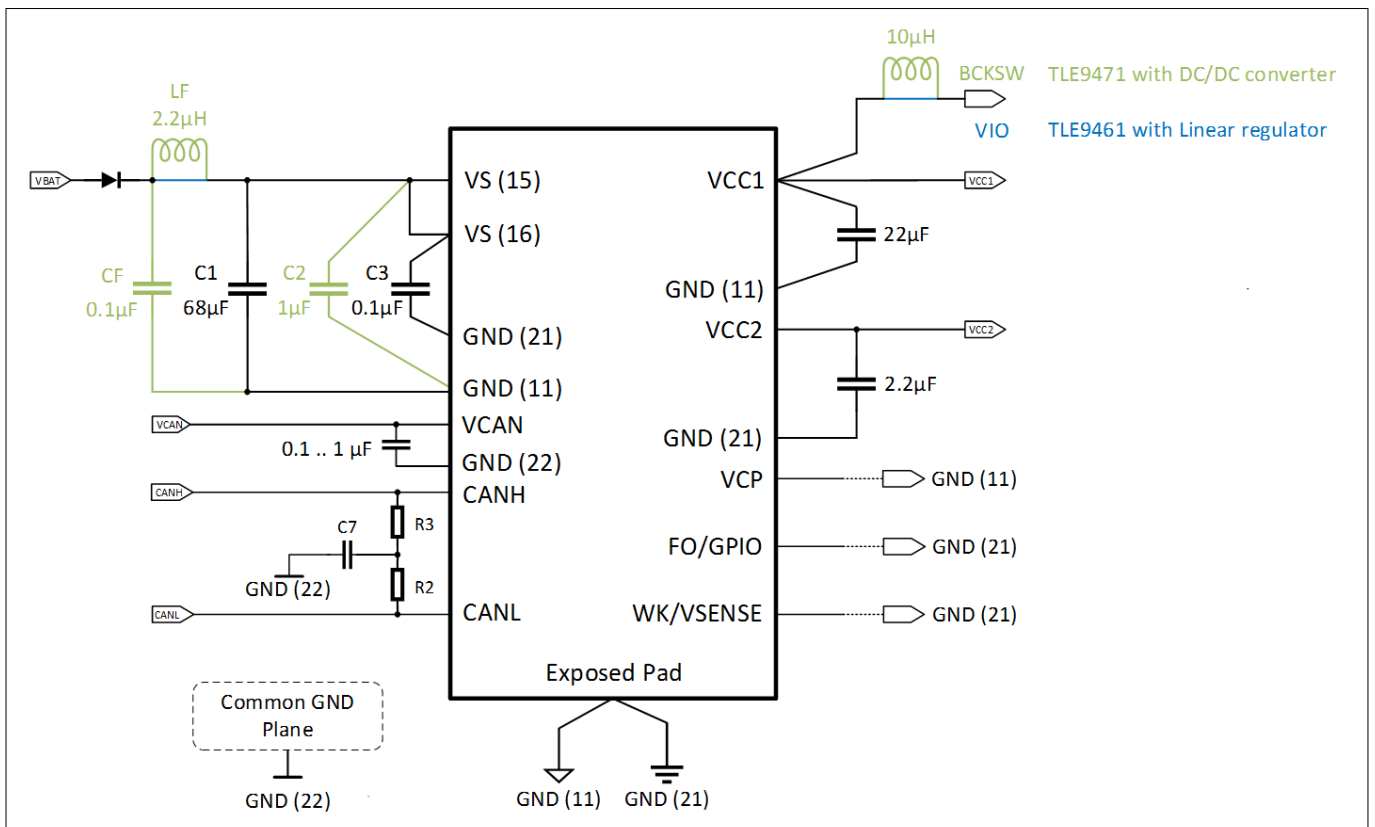 10µH
BCKSW
TLE9471 with DC/DC converter
VIO
TLE9461 with Linear regulator
LF
2.2µH
VBAT
VS (15)
VCC1
VCC1
VS (16)
22µF
CF
0.1µF
C1
68µF
C2
1µF
C3
0.1µF
GND (11)
GND (21)
VCC2
VCC2
GND (11)
2.2µF
VCAN
VCAN
0.1 .. 1 µF
GND (21)
GND (22)
VCP
GND (11)
CANH
CANH
C7
R3
FO/GPIO
GND (21)
GND (22)
R2
CANL
CANL
WK/VSENSE
GND (21)
Exposed Pad
Common GND
Plane
GND (22)
GND (11)
GND (21)